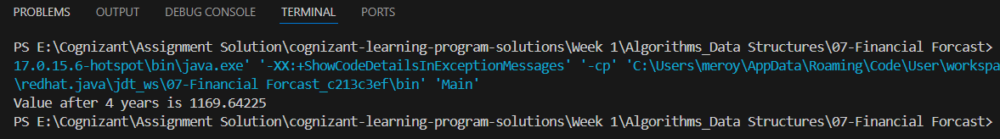 PROBLEMS OUTPUT DEBUG CONSOLE TERMINAL PORTS
PS E:\Cognizant\Assignment Solution\cognizant-learning-program-solutions\Week 1\Algorithms_Data Structures\07-Financial Forcast>
17.0.15.6-hotspot\bin\java.exe' '-XX:+ShowCodeDetailsInExceptionMessages' '-cp' 'C:\Users\meroy\AppData\Roaming\Code\User\workspa
\redhat.java\jdt_ws\07-Financial Forcast_c213c3ef\bin' 'Main'
Value after 4 years is 1169.64225
PS E:\Cognizant\Assignment Solution\cognizant-learning-program-solutions\Week 1\Algorithms_Data Structures\07-Financial Forcast>